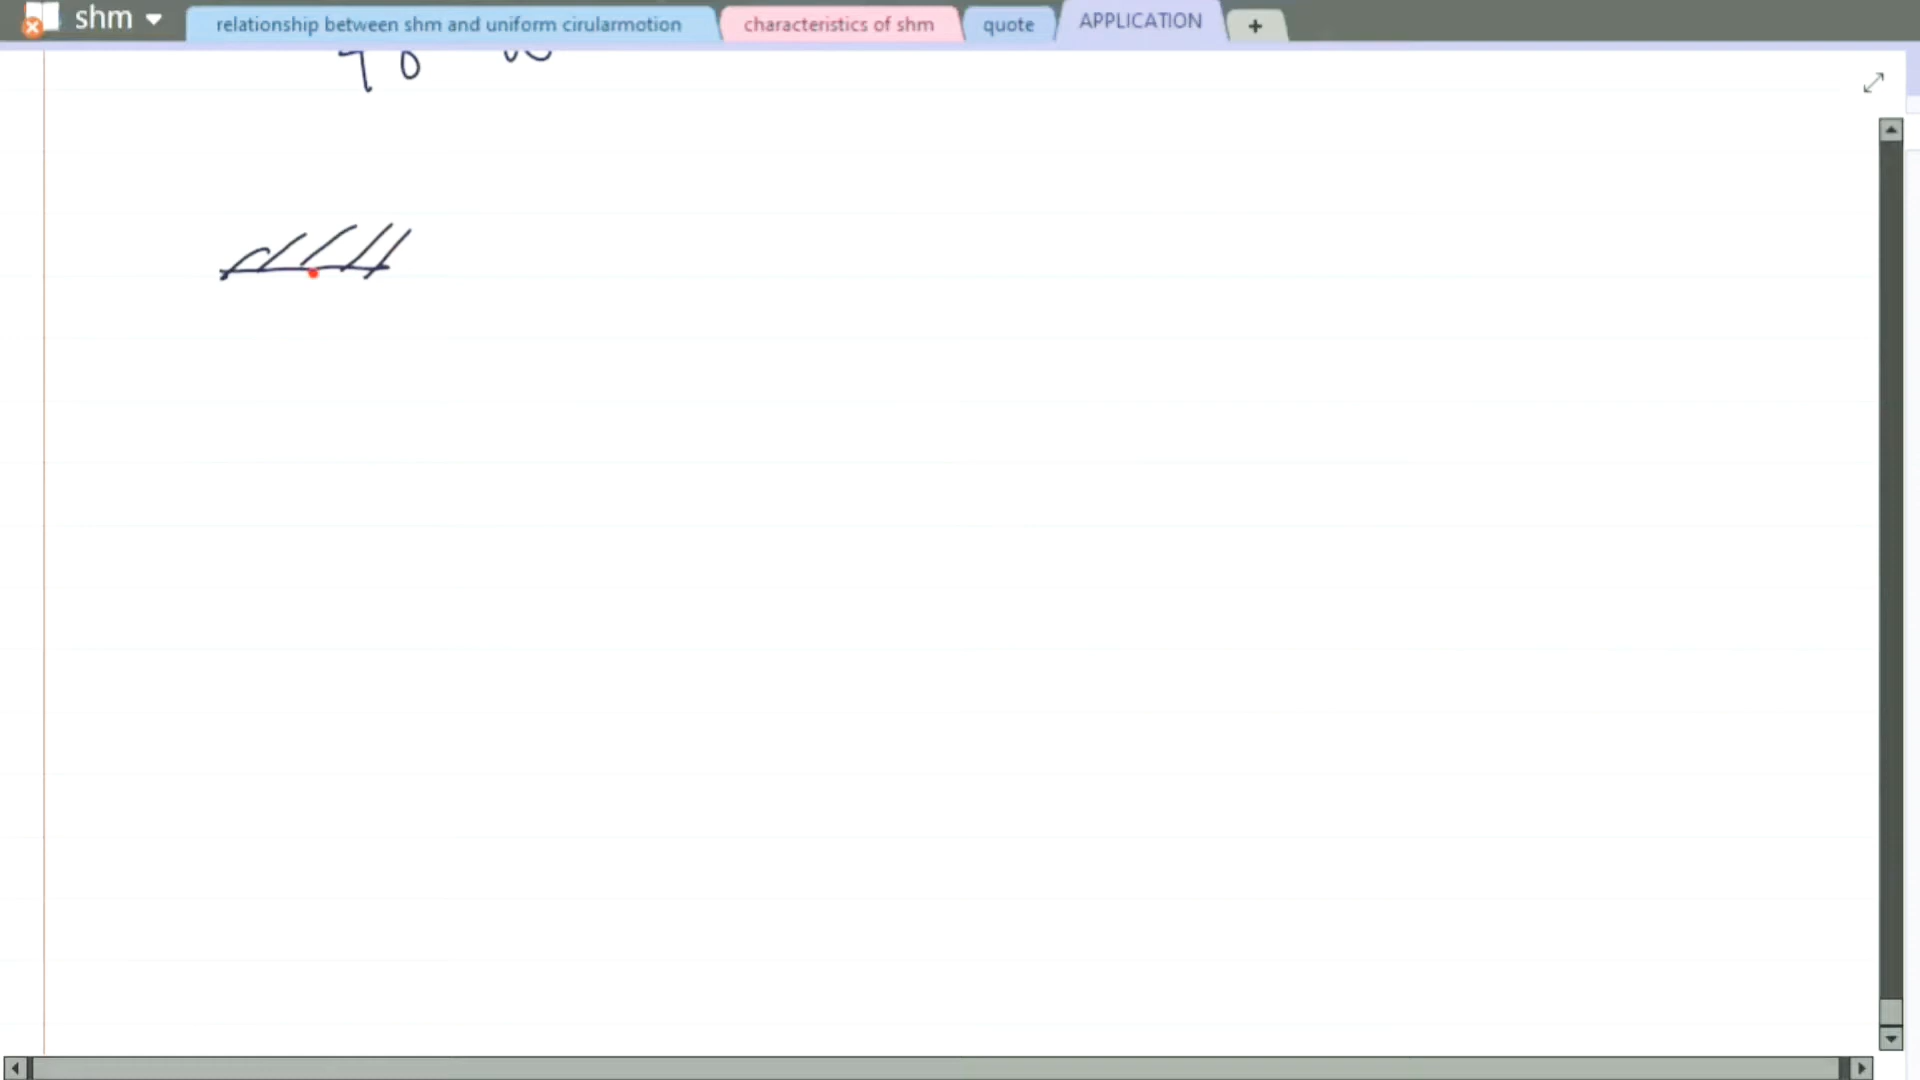 shm
relationship between shm and uniform cirularmotion
characteristics of shm
quote
APPLICATION
+